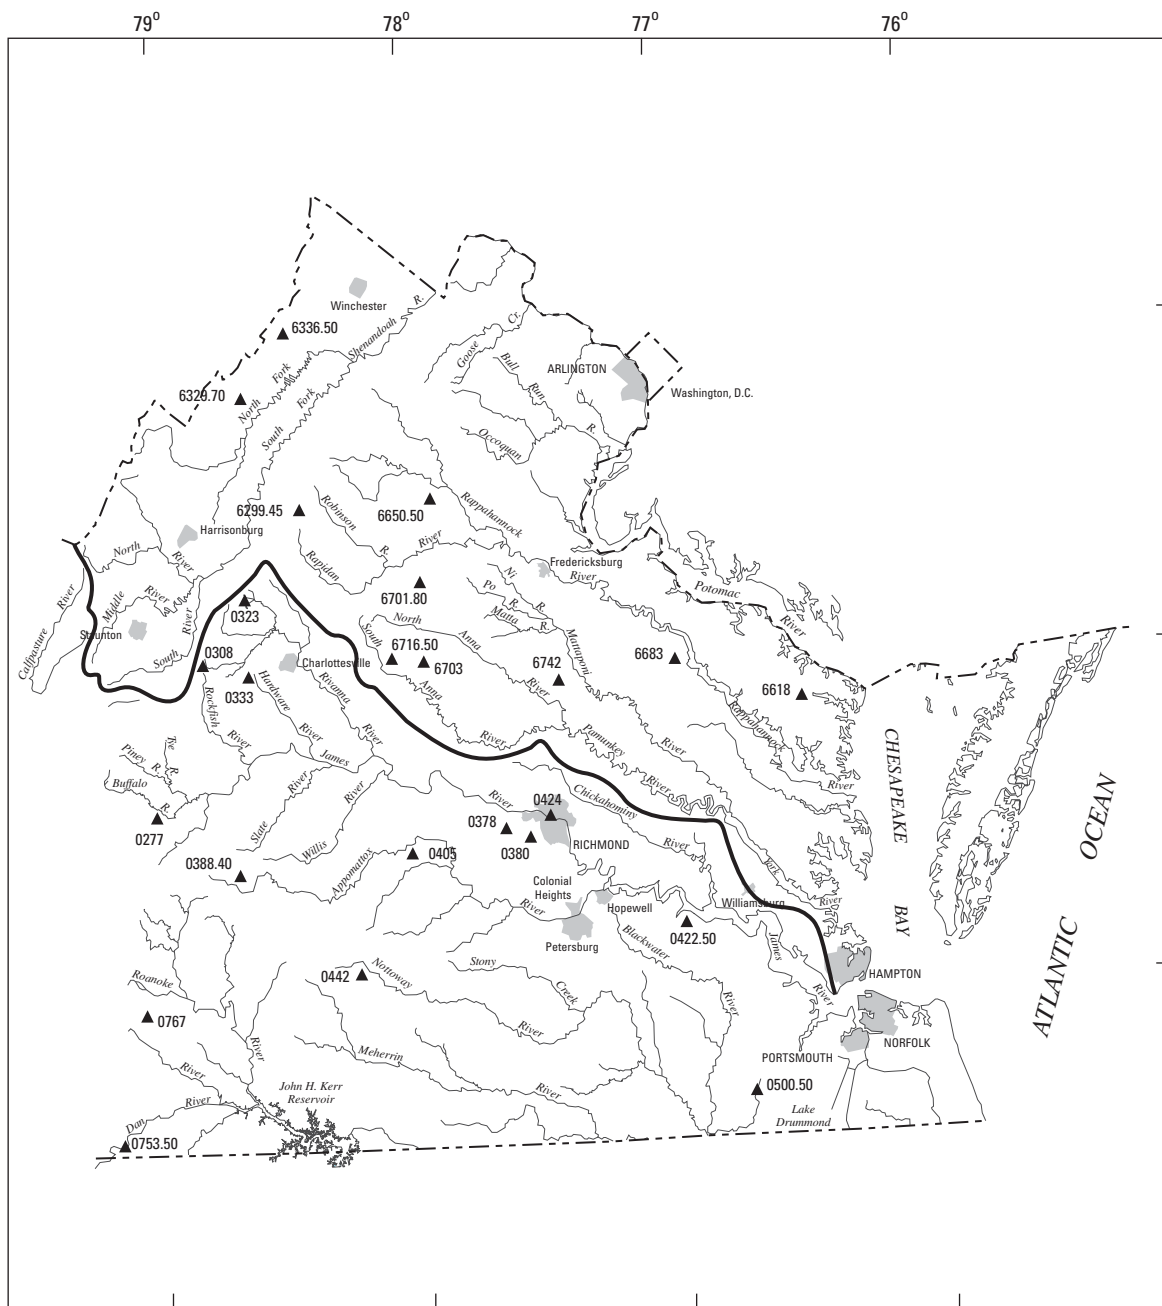 79°
78°
77°
76°
Winchester
6336.50
Shenandoah R.
Goose Cr.
Bull Run
ARLINGTON
Washington, D.C.
North Fork
6329.70
South Fork
Occoquan R.
6299.45
Robinson R.
6650.50
Rappahannock
Harrisonburg
North River
Rapidan River
Fredericksburg
River
Ni R.
Po R.
Matta R.
6701.80
Potomac River
Calfpasture River
Middle River
Staunton
South River
0323
North Anna River
South Anna River
Mattaponi River
6716.50
6703
6742
6683
6618
0308
Charlottesville
0333
Hardware River
Rivanna River
Rockfish River
Rappahannock River
Pamunkey River
CHESAPEAKE BAY
ATLANTIC OCEAN
Tye R.
Piney R.
Buffalo R.
James River
Slate River
Willis River
0277
0388.40
Appomattox River
0405
0378
0424
0380
RICHMOND
Chickahominy River
York River
Colonial Heights
Hopewell
Petersburg
Williamsburg
0422.50
James River
Blackwater River
HAMPTON
NORFOLK
PORTSMOUTH
Roanoke River
0442
Nottoway River
Stony Creek
0767
Meherrin River
John H. Kerr
Reservoir
River
Dan River
0753.50
0500.50
Lake
Drummond